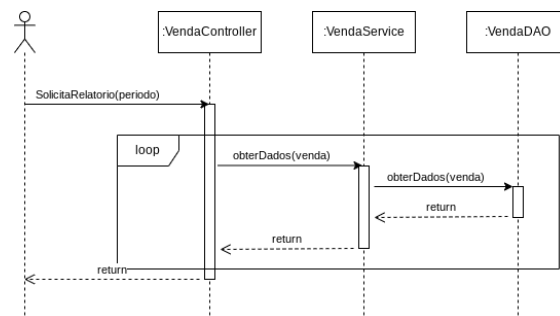 :VendaController
:VendaService
:VendaDAO
SolicitaRelatorio(periodo)
loop
obterDados(venda)
obterDados(venda)
return
return
return